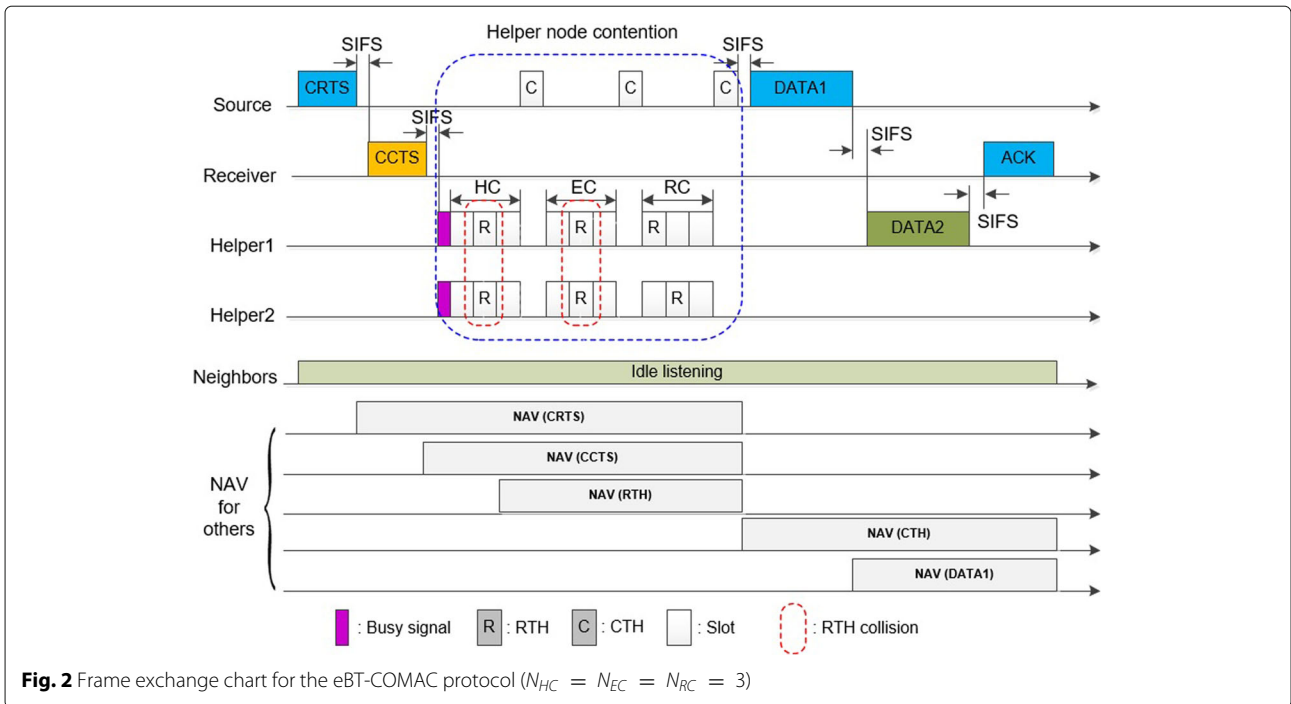 Helper node contention
SIFS
SIFS
CRTS
C
C
C
DATA1
Source
SIFS
SIFS
CCTS
ACK
Receiver
HC
EC
RC
SIFS
R
R
R
DATA2
Helper1
R
R
R
Helper2
Idle listening
Neighbors
NAV (CRTS)
NAV (CCTS)
NAV (RTH)
NAV (CTH)
NAV (DATA1)
NAV
for
others
: Busy signal
R : RTH
C : CTH
: Slot
: RTH collision
Fig. 2 Frame exchange chart for the eBT-COMAC protocol (N_HC = N_EC = N_RC = 3)